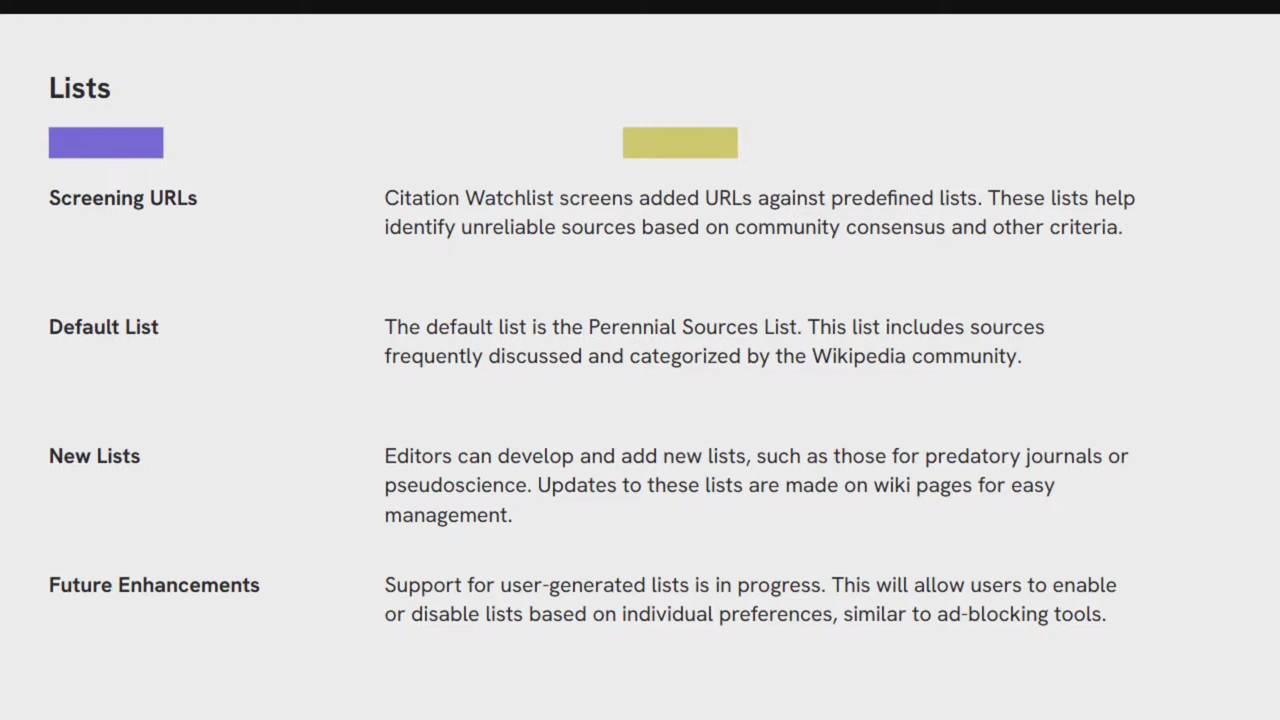 Lists
Screening URLs
Citation Watchlist screens added URLs against predefined lists. These lists help
identify unreliable sources based on community consensus and other criteria.
Default List
The default list is the Perennial Sources List. This list includes sources
frequently discussed and categorized by the Wikipedia community.
New Lists
Editors can develop and add new lists, such as those for predatory journals or
pseudoscience. Updates to these lists are made on wiki pages for easy
management.
Future Enhancements
Support for user-generated lists is in progress. This will allow users to enable
or disable lists based on individual preferences, similar to ad-blocking tools.